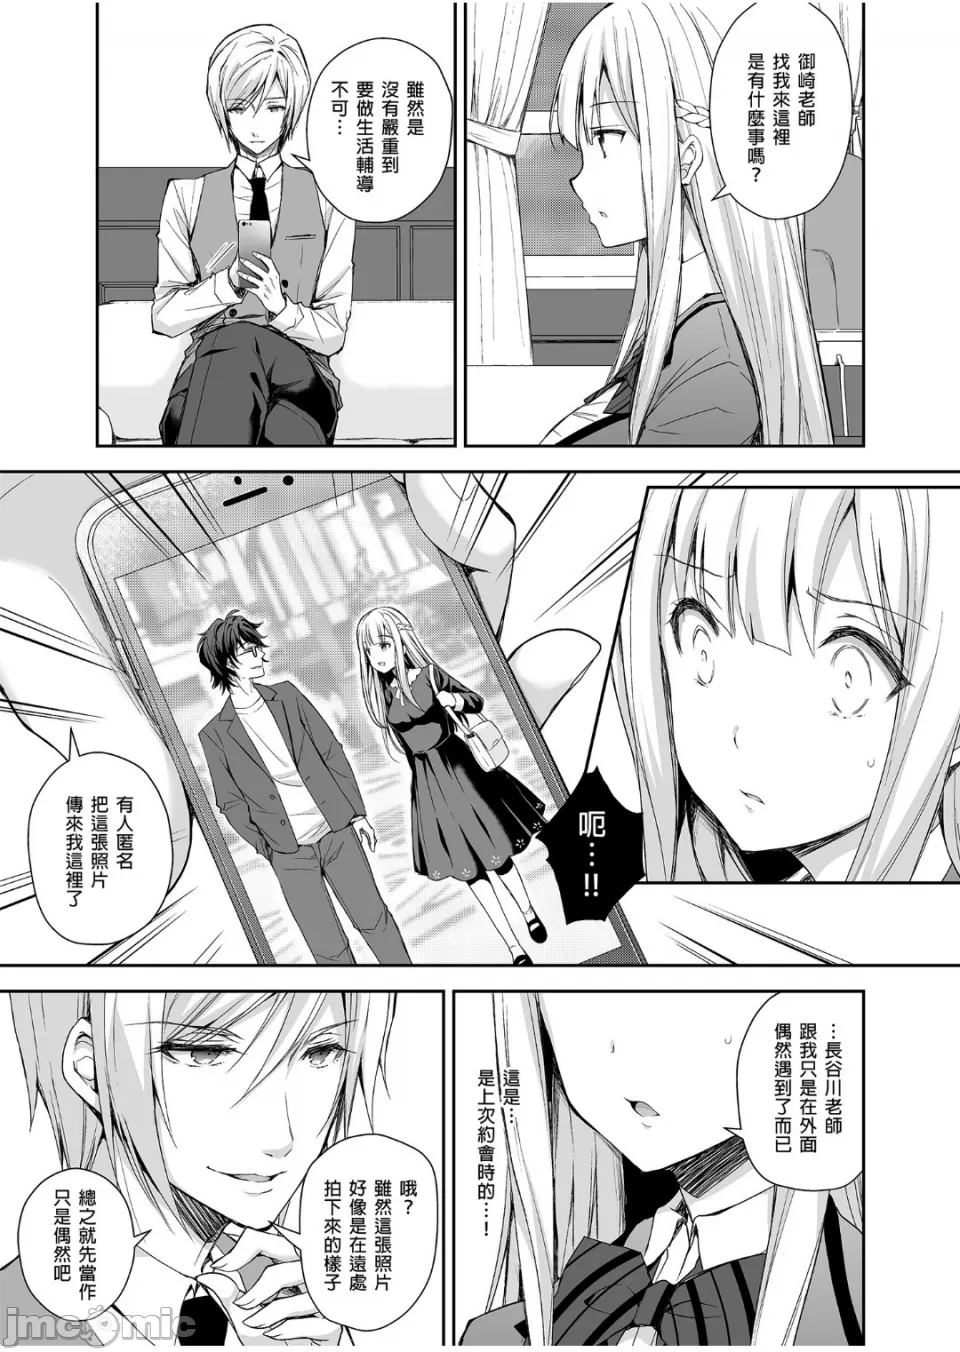 御崎老師
找我來這裡
是有什麼事嗎？
雖然是
沒有嚴重到
要做生活輔導
不可…
呃…!!
有人匿名
把這張照片
傳來我這裡了
…長谷川老師
跟我只是在外面
偶然遇到了而已
這是…
是上次約會時的…！
哦？
雖然這張照片
好像是在遠處
拍下來的樣子
總之就先當作
只是偶然吧
jmcomic